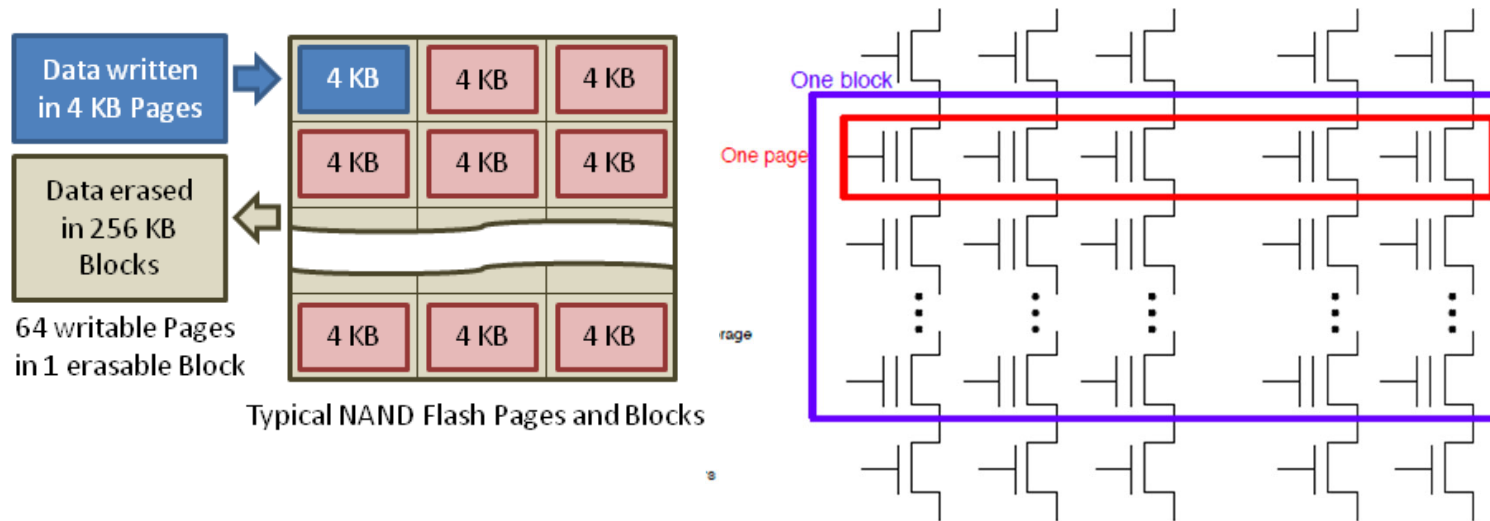 Data written
in 4 KB Pages
Data erased
in 256 KB
Blocks
64 writable Pages
in 1 erasable Block
4 KB 4 KB 4 KB
4 KB 4 KB 4 KB
4 KB 4 KB 4 KB
Typical NAND Flash Pages and Blocks
One block
One page
rage